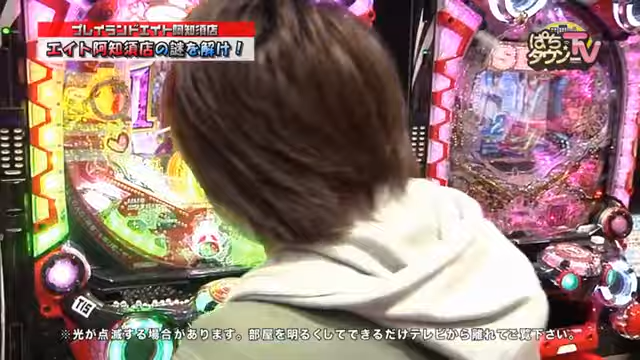 プレイランドエイト阿知須店
エイト阿知須店の謎を解け！
ぱち
タウン
TV
1
T15
※光が点滅する場合があります。部屋を明るくしてできるだけテレビから離れてご覧下さい。